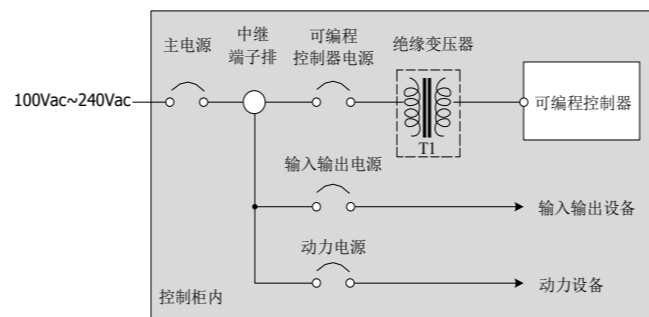 主电源
中继
端子排
可编程
控制器电源
绝缘变压器
100Vac~240Vac
T1
可编程控制器
输入输出电源
输入输出设备
动力电源
动力设备
控制柜内